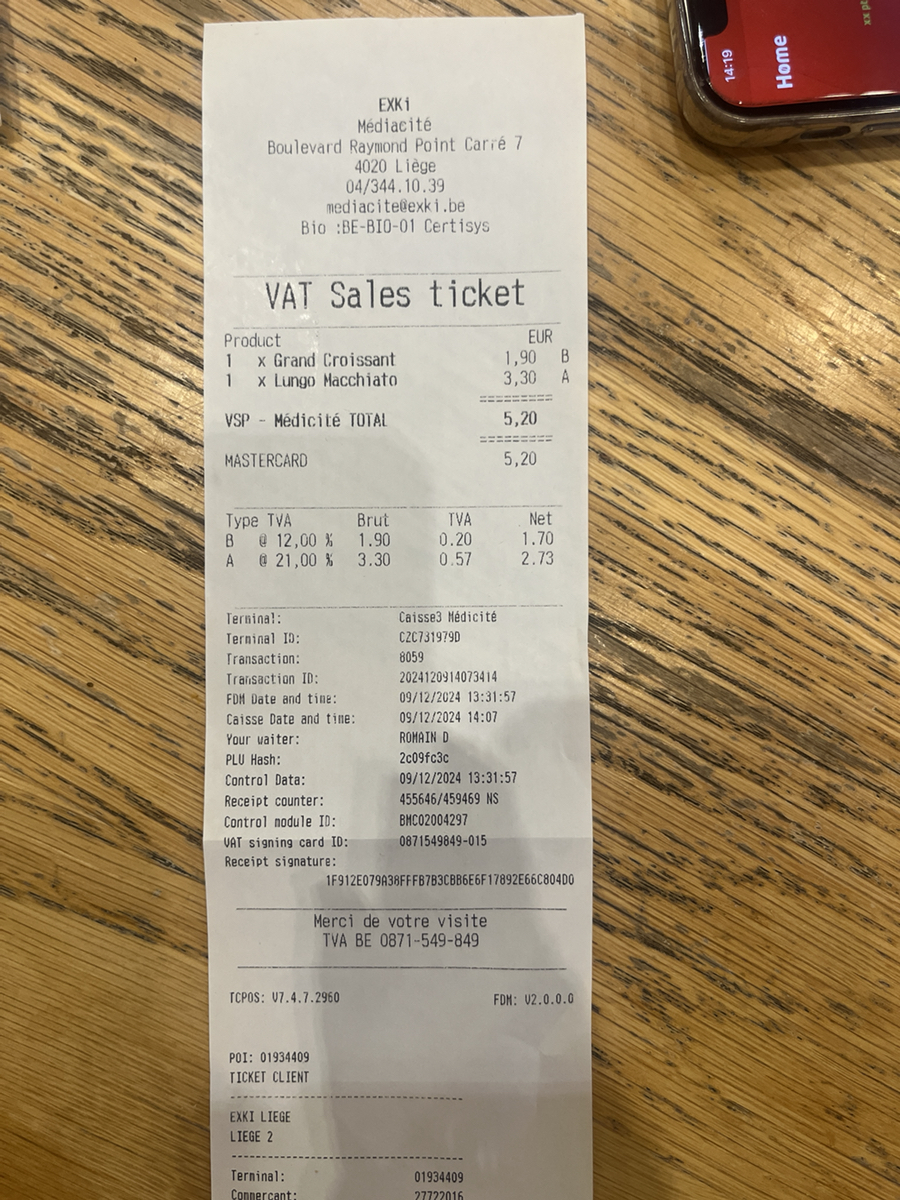 14:19
Home
EXKi
Médiacité
Boulevard Raymond Point Carré 7
4020 Liège
04/344.10.39
mediacite@exki.be
Bio :BE-BIO-01 Certisys
VAT Sales ticket
Product EUR
1 x Grand Croissant 1,90 B
1 x Lungo Macchiato 3,30 A
=========
VSP - Médicité TOTAL 5,20
=========
MASTERCARD 5,20
Type TVA Brut TVA Net
B @ 12,00 % 1.90 0.20 1.70
A @ 21,00 % 3.30 0.57 2.73
Terminal: Caisse3 Médicité
Terminal ID: CZC731979D
Transaction: 8059
Transaction ID: 2024120914073414
FDM Date and time: 09/12/2024 13:31:57
Caisse Date and time: 09/12/2024 14:07
Your waiter: ROMAIN D
PLU Hash: 2c09fc3c
Control Data: 09/12/2024 13:31:57
Receipt counter: 455646/459469 NS
Control module ID: BMC02004297
VAT signing card ID: 0871549849-015
Receipt signature:
1F912E079A38FFFB7B3CBB6E6F17892E66C804D0
Merci de votre visite
TVA BE 0871-549-849
TCPOS: V7.4.7.2960 FDM: V2.0.0.0
POI: 01934409
TICKET CLIENT
EXKI LIEGE
LIEGE 2
Terminal: 01934409
Commercant: 27722016